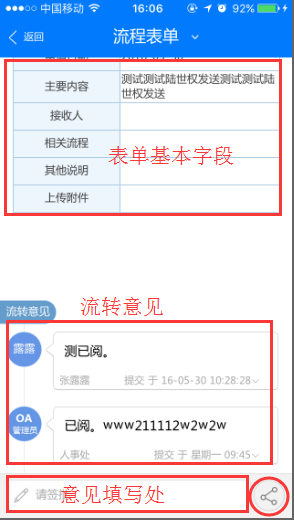 中国移动 16:06 92%
返回 流程表单
主要内容 测试测试陆世权发送测试测试陆世权发送
接收人
相关流程
其他说明
上传附件
表单基本字段
流转意见
流转意见
露露 测已阅。
张露露 提交 于 16-05-30 10:28:28
OA 管理员 已阅。www211112w2w2w
人事处 提交 于 星期一 09:45
请签
意见填写处